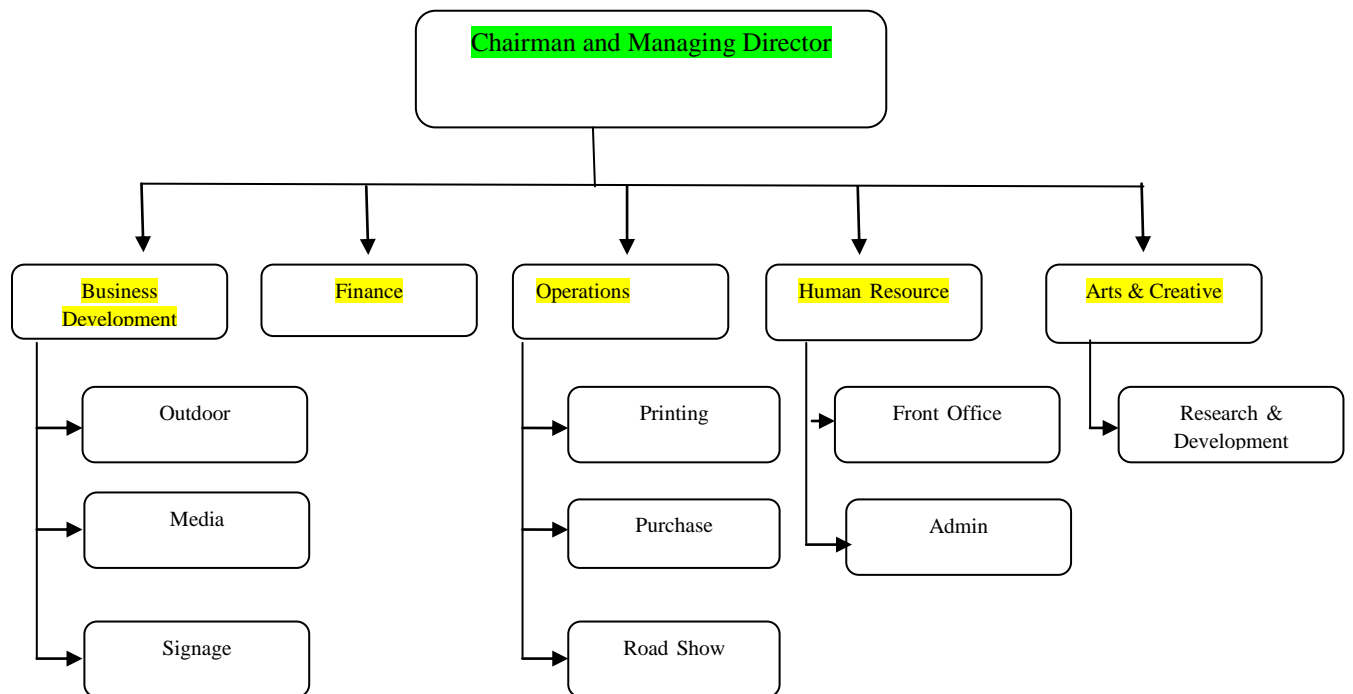 Chairman and Managing Director
Business
Development
Finance
Operations
Human Resource
Arts & Creative
Outdoor
Printing
Front Office
Research &
Development
Media
Purchase
Admin
Signage
Road Show